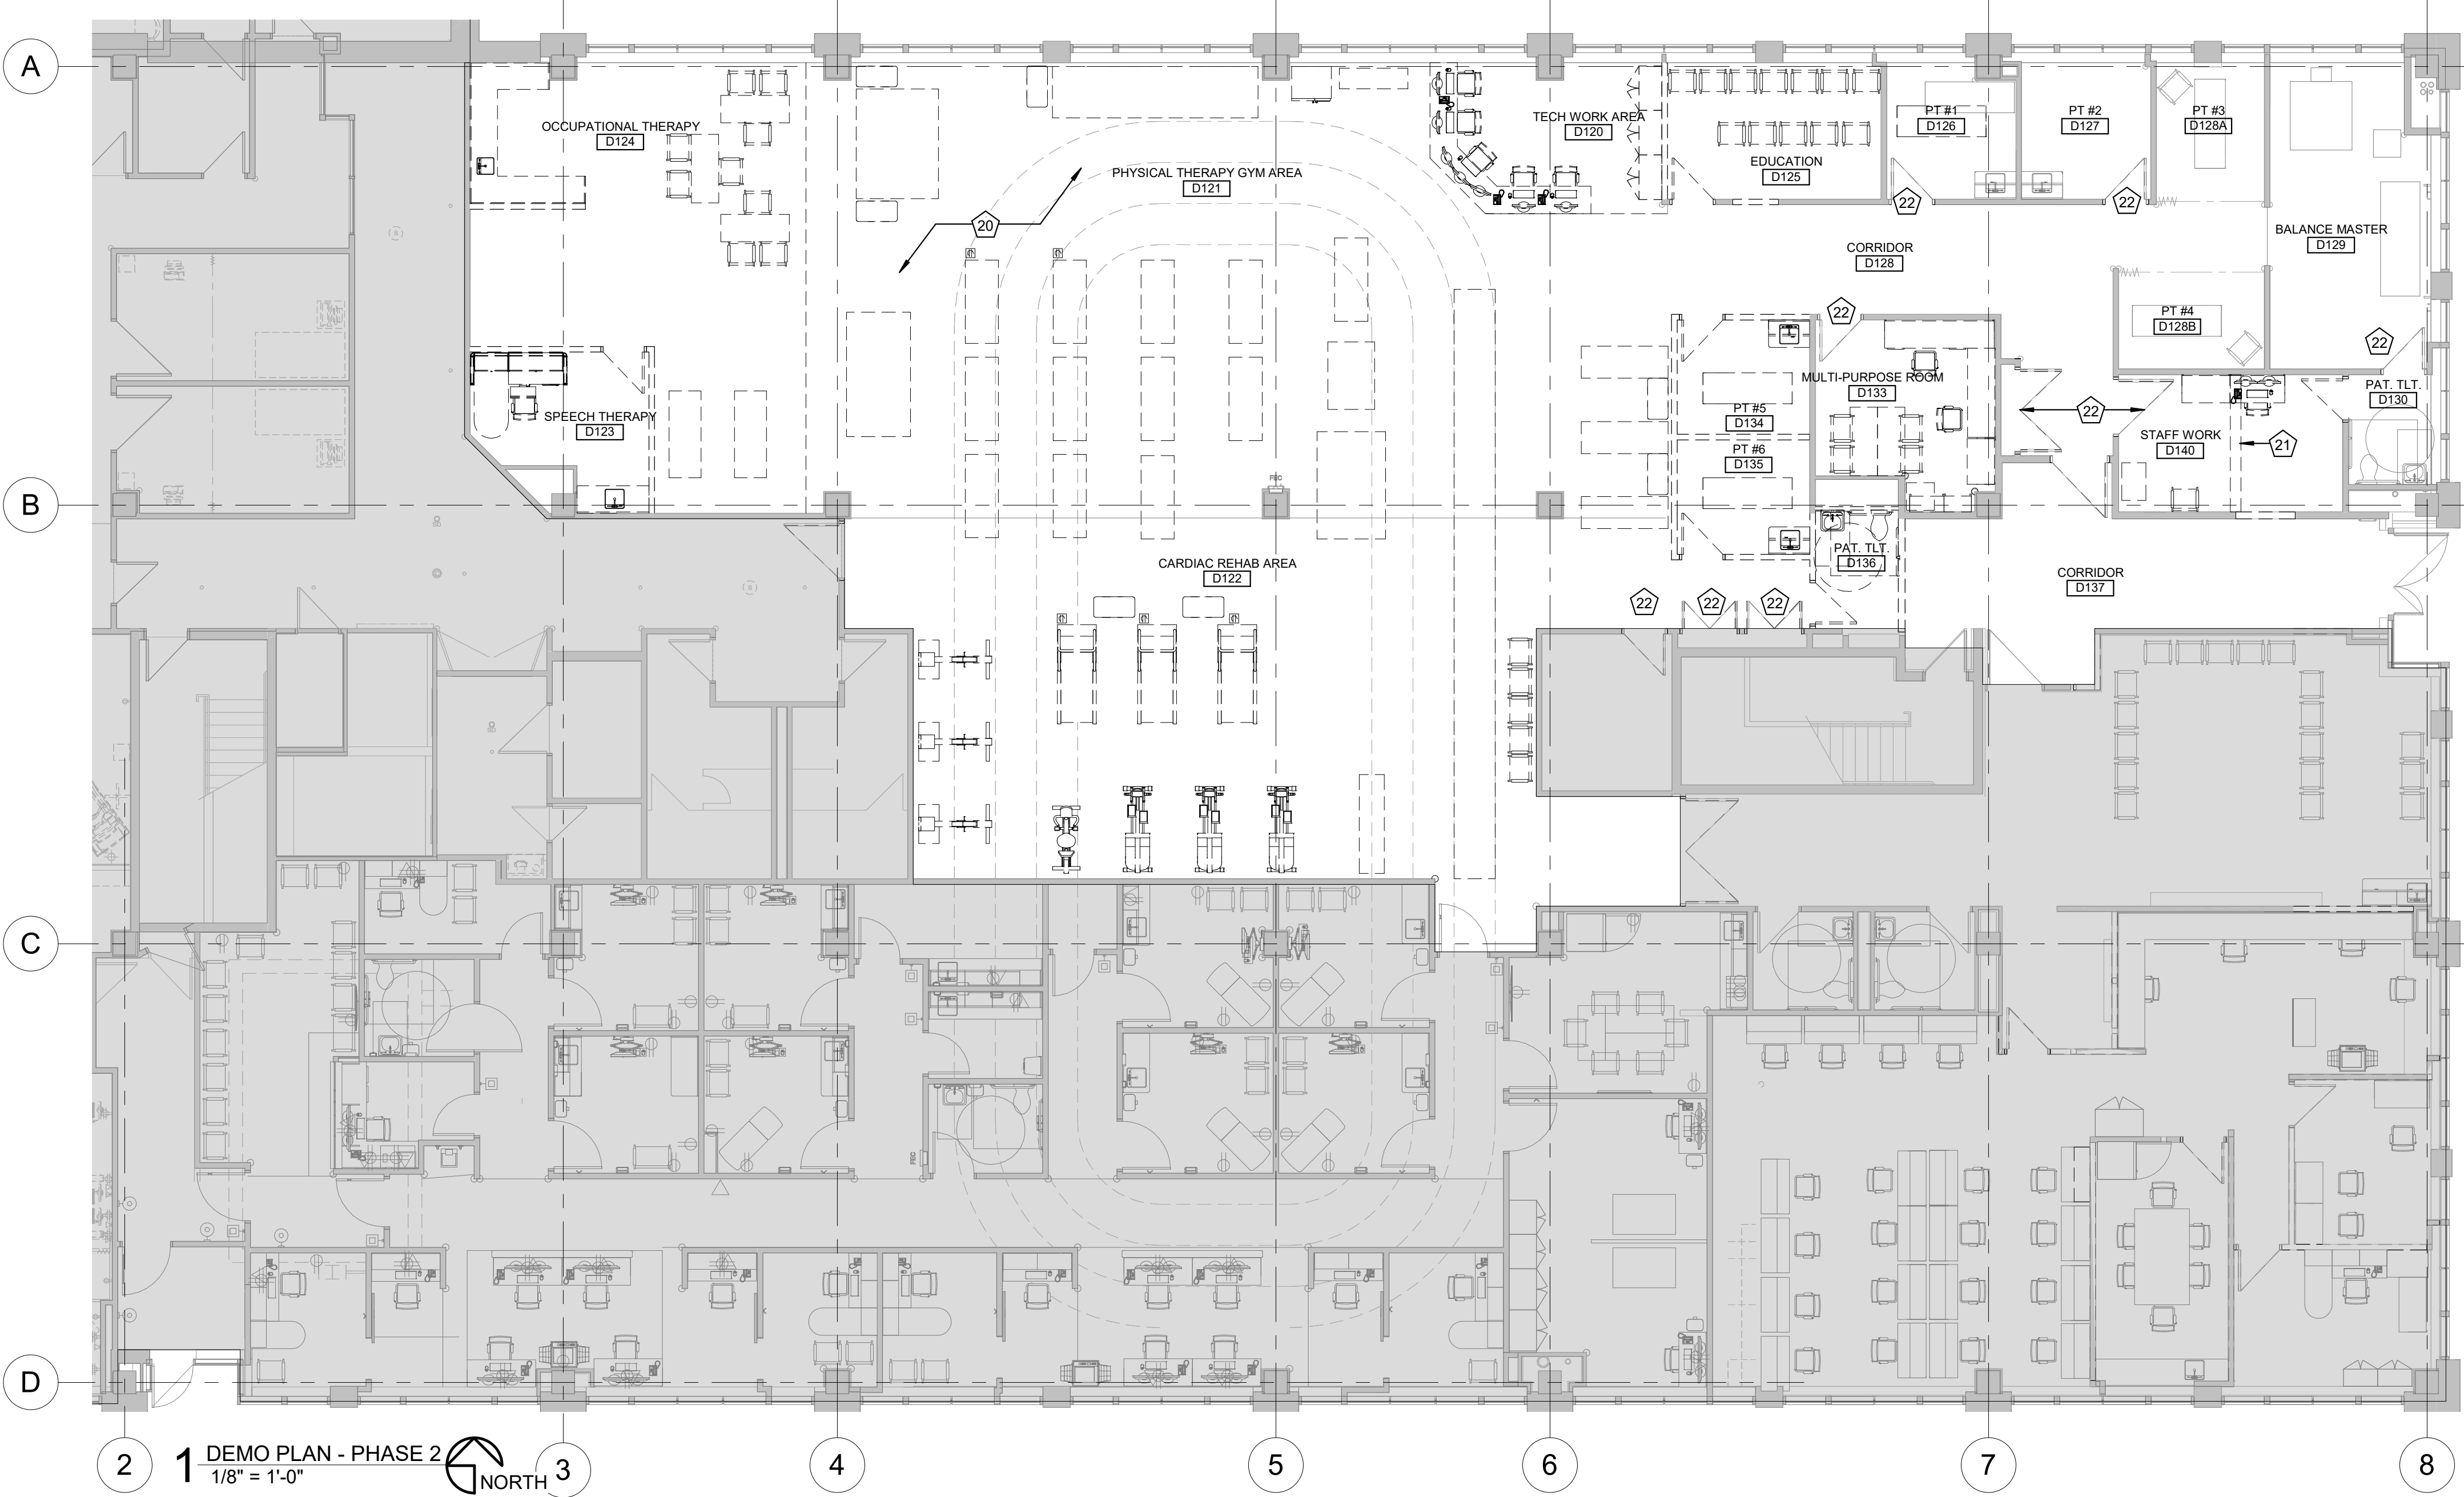 A
OCCUPATIONAL THERAPY
D124
TECH WORK AREA
D120
PT #1
D126
PT #2
D127
PT #3
D128A
EDUCATION
D125
PHYSICAL THERAPY GYM AREA
D121
22
22
20
BALANCE MASTER
D129
CORRIDOR
D128
22
PT #4
D128B
22
MULTI-PURPOSE ROOM
D133
PAT. TLT.
D130
SPEECH THERAPY
D123
PT #5
D134
22
STAFF WORK
D140
21
PT #6
D135
B
FEC
PAT. TLT.
D136
CARDIAC REHAB AREA
D122
CORRIDOR
D137
22
22
22
C
FEC
D
1
DEMO PLAN - PHASE 2
1/8" = 1'-0"
NORTH
2
3
4
5
6
7
8